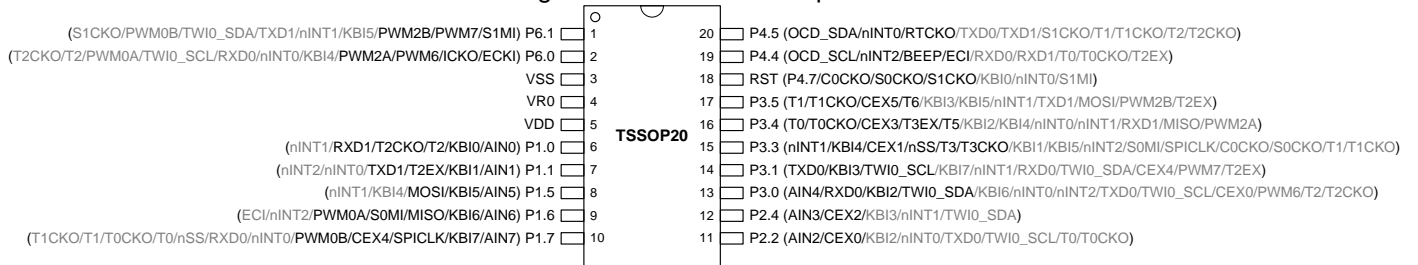 (S1CKO/PWM0B/TWI0_SDA/TXD1/nINT1/KBI5/PWM2B/PWM7/S1MI) P6.1 1 20 P4.5 (OCD_SDA/nINT0/RTCKO/TXD0/TXD1/S1CKO/T1/T1CKO/T2/T2CKO)
(T2CKO/T2/PWM0A/TWI0_SCL/RXD0/nINT0/KBI4/PWM2A/PWM6/ICKO/ECKI) P6.0 2 19 P4.4 (OCD_SCL/nINT2/BEEP/ECI/RXD0/RXD1/T0/T0CKO/T2EX)
VSS 3 18 RST (P4.7/C0CKO/S0CKO/S1CKO/KBI0/nINT0/S1MI)
VR0 4 17 P3.5 (T1/T1CKO/CEX5/T6/KBI3/KBI5/nINT1/TXD1/MOSI/PWM2B/T2EX)
VDD 5 TSSOP20 16 P3.4 (T0/T0CKO/CEX3/T3EX/T5/KBI2/KBI4/nINT0/nINT1/RXD1/MISO/PWM2A)
(nINT1/RXD1/T2CKO/T2/KBI0/AIN0) P1.0 6 15 P3.3 (nINT1/KBI4/CEX1/nSS/T3/T3CKO/KBI1/KBI5/nINT2/S0MI/SPICLK/C0CKO/S0CKO/T1/T1CKO)
(nINT2/nINT0/TXD1/T2EX/KBI1/AIN1) P1.1 7 14 P3.1 (TXD0/KBI3/TWI0_SCL/KBI7/nINT1/RXD0/TWI0_SDA/CEX4/PWM7/T2EX)
(nINT1/KBI4/MOSI/KBI5/AIN5) P1.5 8 13 P3.0 (AIN4/RXD0/KBI2/TWI0_SDA/KBI6/nINT0/nINT2/TXD0/TWI0_SCL/CEX0/PWM6/T2/T2CKO)
(ECI/nINT2/PWM0A/S0MI/MISO/KBI6/AIN6) P1.6 9 12 P2.4 (AIN3/CEX2/KBI3/nINT1/TWI0_SDA)
(T1CKO/T1/T0CKO/T0/nSS/RXD0/nINT0/PWM0B/CEX4/SPICLK/KBI7/AIN7) P1.7 10 11 P2.2 (AIN2/CEX0/KBI2/nINT0/TXD0/TWI0_SCL/T0/T0CKO)